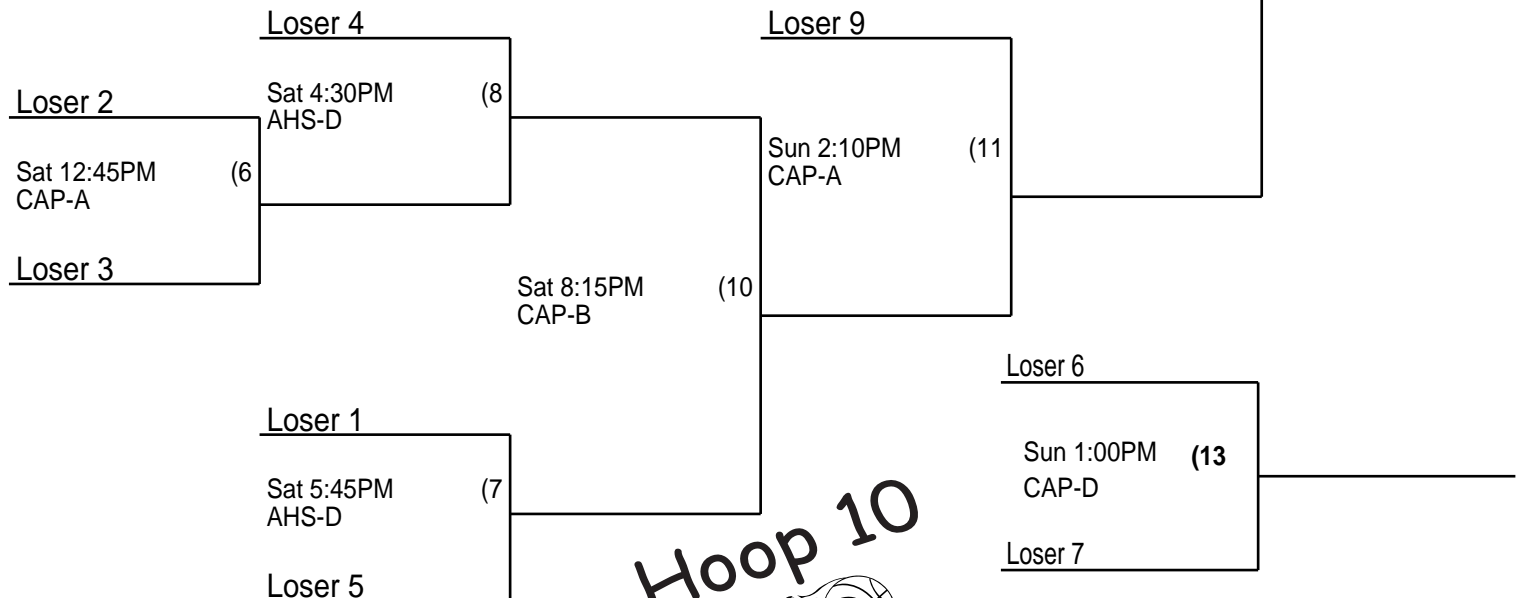 Loser 4
Loser 9
Loser 2
Sat 4:30PM (8
AHS-D
Sun 2:10PM (11
CAP-A
Sat 12:45PM (6
CAP-A
Loser 3
Sat 8:15PM (10
CAP-B
Loser 6
Loser 1
Sun 1:00PM (13
CAP-D
Sat 5:45PM (7
AHS-D
Hoop 10
Loser 7
Loser 5